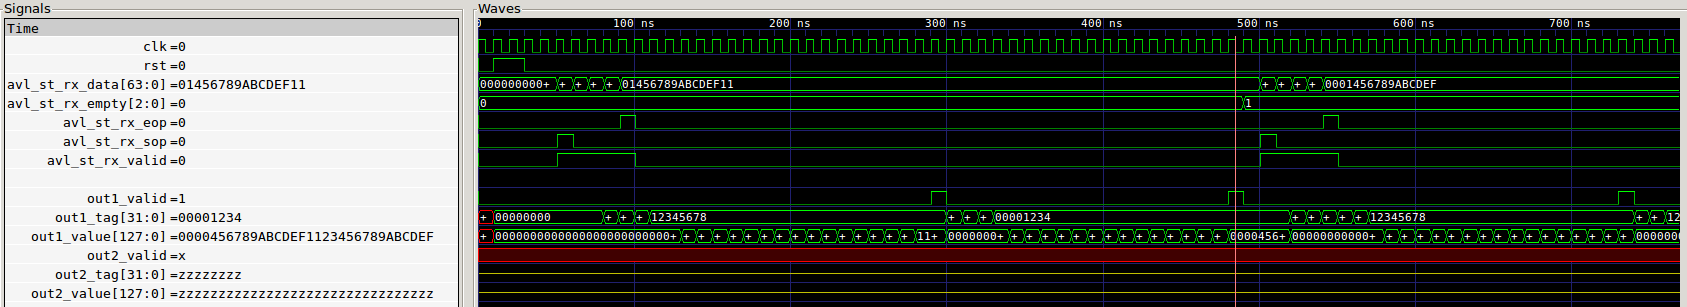 Signals
Waves
Time
0 100 ns 200 ns 300 ns 400 ns 500 ns 600 ns 700 ns
clk=0
rst=0
avl_st_rx_data[63:0]=01456789ABCDEF11 000000000+ + + + + 01456789ABCDEF11 + + + + 0001456789ABCDEF
avl_st_rx_empty[2:0]=0 0 1
avl_st_rx_eop=0
avl_st_rx_sop=0
avl_st_rx_valid=0
out1_valid=1
out1_tag[31:0]=00001234 + 00000000 + + + 12345678 + + + 00001234 + + + + + 12345678 + + 12
out1_value[127:0]=0000456789ABCDEF1123456789ABCDEF + 00000000000000000000000000+ + + + + + + + + + + + + + + + 11+ 0000000+ + + + + + + + + + + + + + + 0000456+ 00000000000+ + + + + + + + + + + + + + + + + 000000
out2_valid=x
out2_tag[31:0]=zzzzzzzz
out2_value[127:0]=zzzzzzzzzzzzzzzzzzzzzzzzzzzzzzzz